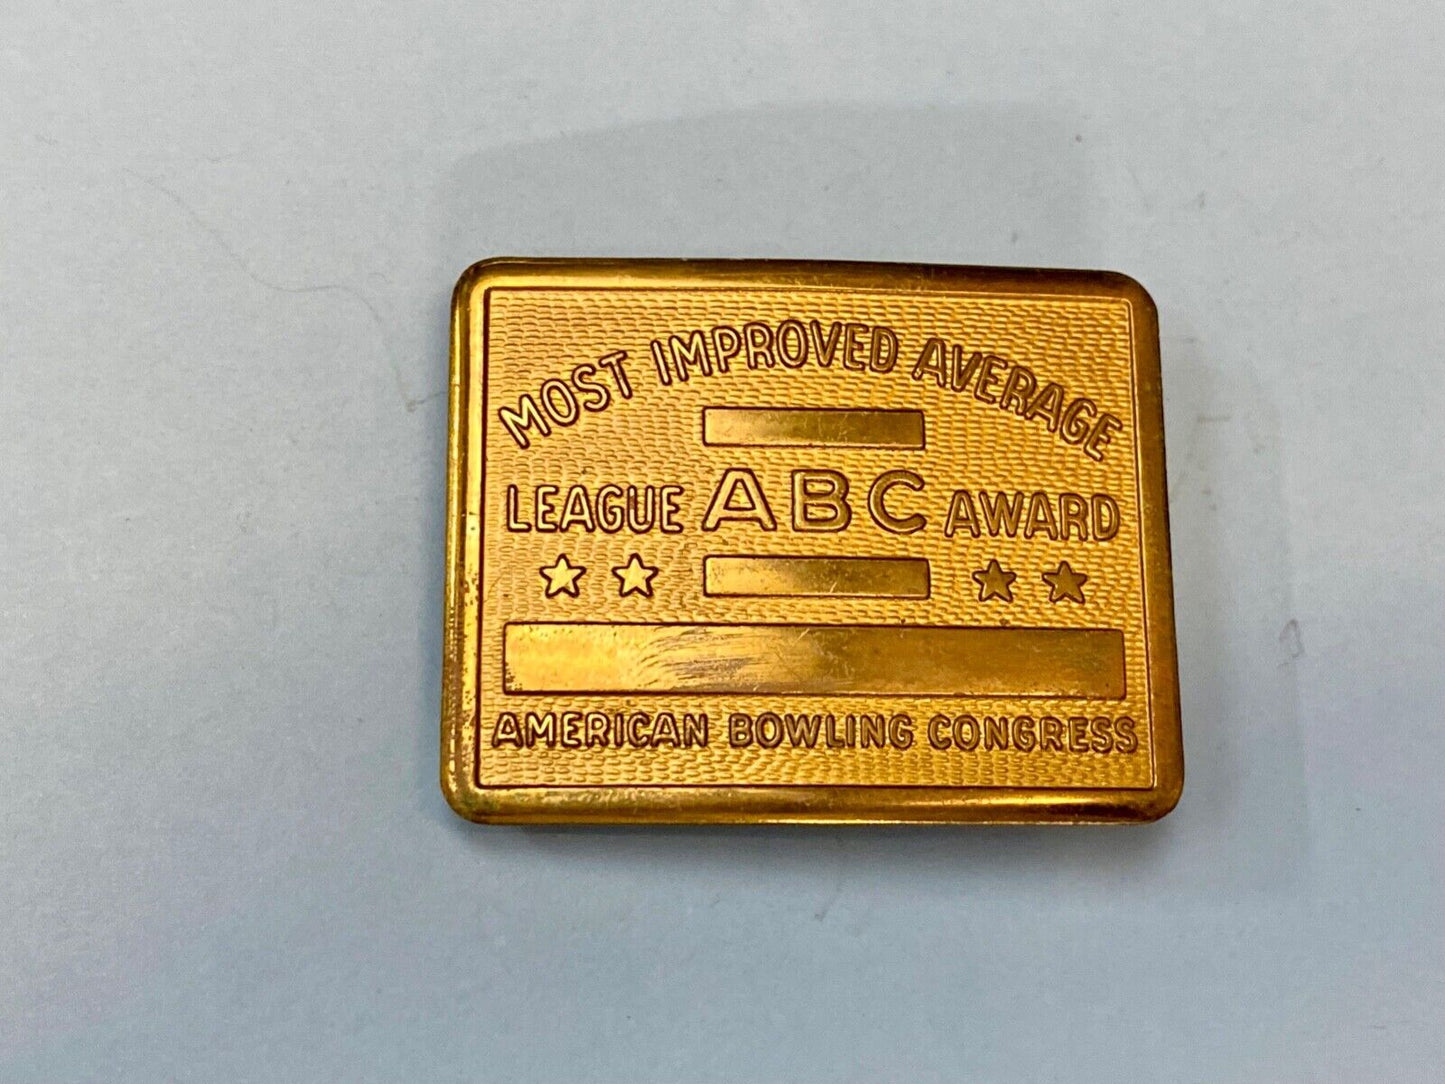 MOST IMPROVED AVERAGE
LEAGUE ABC AWARD
AMERICAN BOWLING CONGRESS